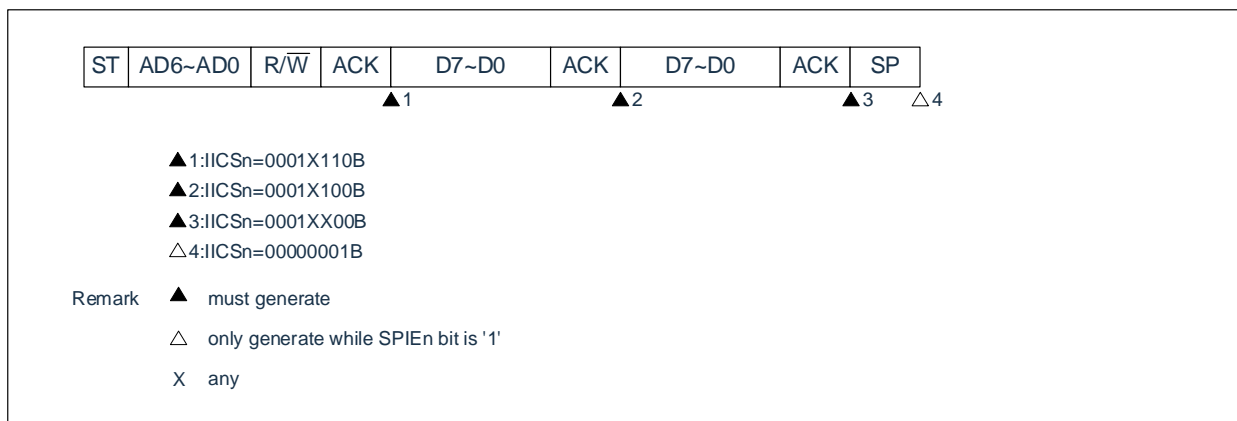 ST AD6~AD0 R/W̅ ACK D7~D0 ACK D7~D0 ACK SP
▲1 ▲2 ▲3 △4
▲1:IICSn=0001X110B
▲2:IICSn=0001X100B
▲3:IICSn=0001XX00B
△4:IICSn=00000001B
Remark ▲ must generate
△ only generate while SPIEn bit is '1'
X any